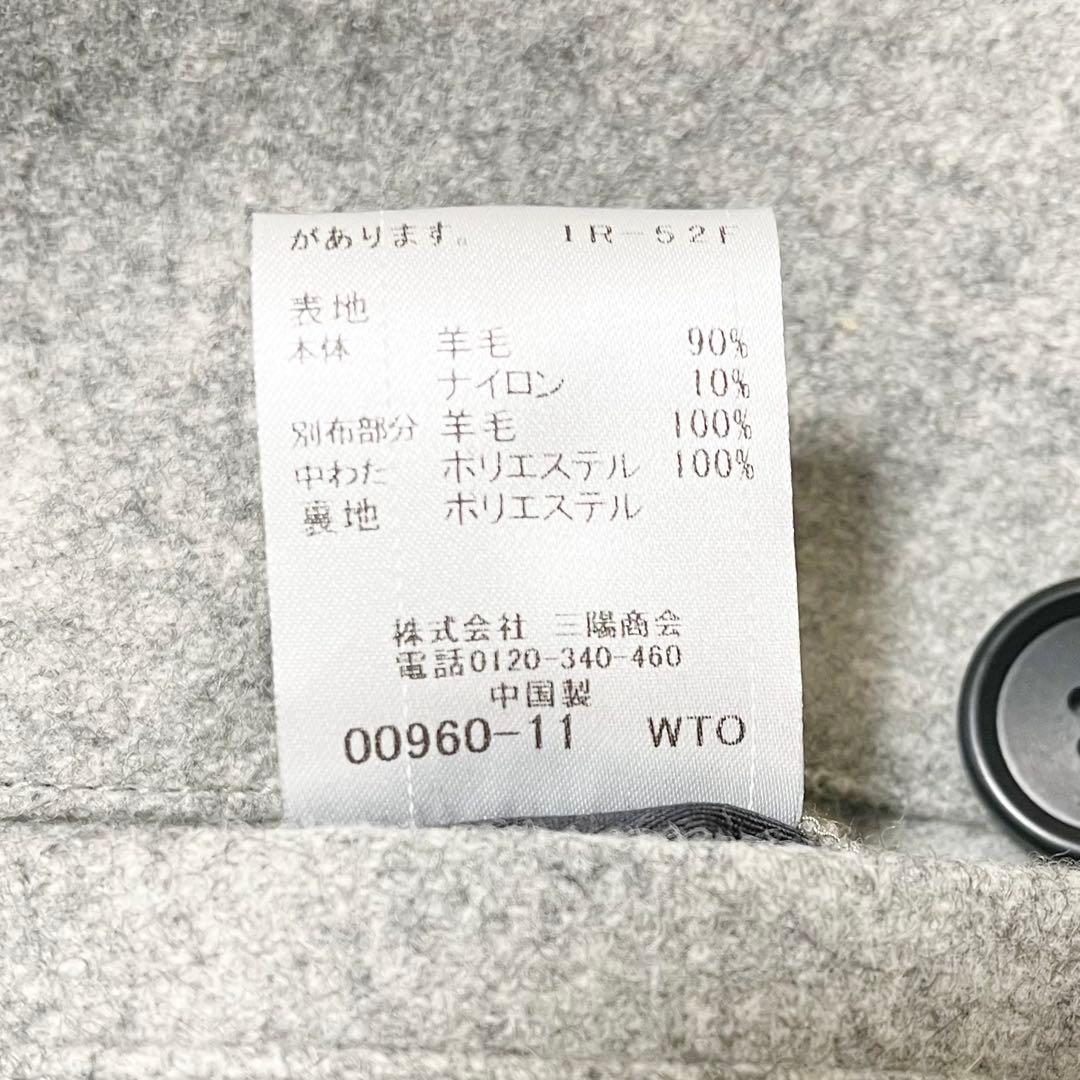 があります。 IR-52F
表地
本体 羊毛 90%
ナイロン 10%
別布部分 羊毛 100%
中わた ポリエステル 100%
裏地 ポリエステル
株式会社 三陽商会
電話0120-340-460
中国製
00960-11 WTO